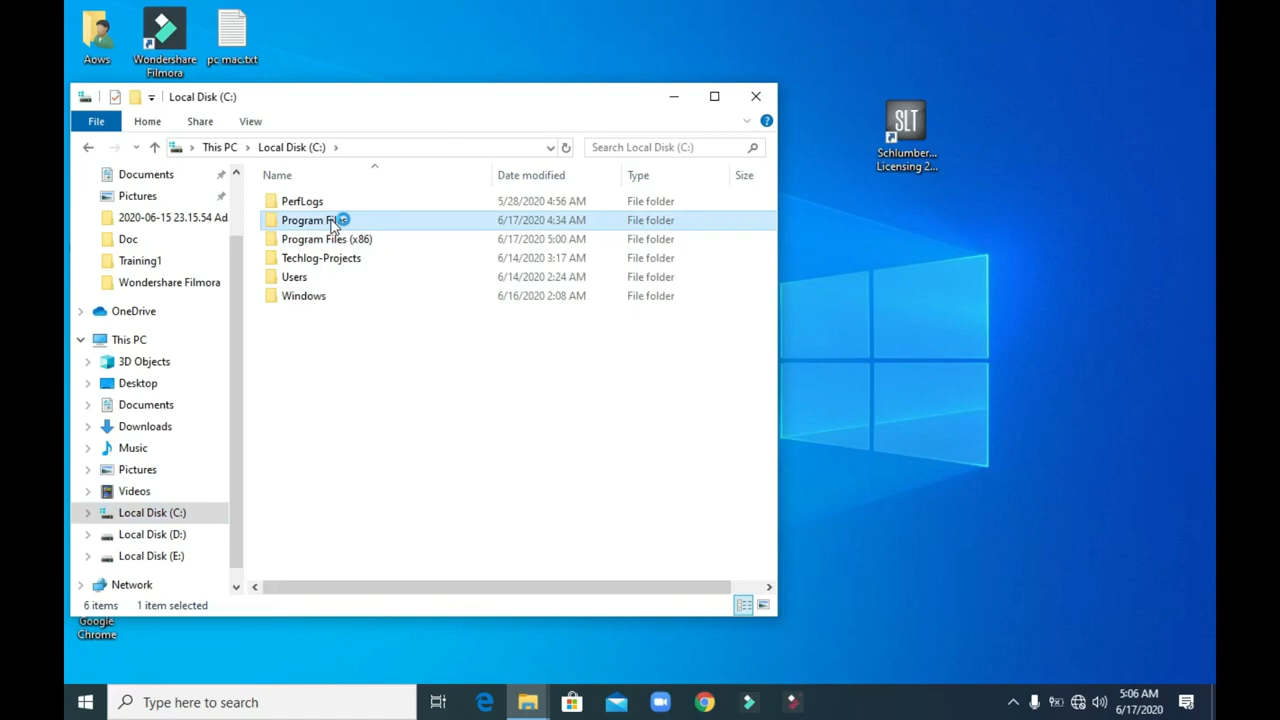 Aows
Wondershare
Filmora
pc mac.txt
Local Disk (C:)
File
Home
Share
View
This PC
Local Disk (C:)
Search Local Disk (C:)
Name
Date modified
Type
Size
Documents
Pictures
2020-06-15 23.15.54 Ad
Doc
Training1
Wondershare Filmora
OneDrive
This PC
3D Objects
Desktop
Documents
Downloads
Music
Pictures
Videos
Local Disk (C:)
Local Disk (D:)
Local Disk (E:)
Network
PerfLogs 5/28/2020 4:56 AM File folder
Program Files 6/17/2020 4:34 AM File folder
Program Files (x86) 6/17/2020 5:00 AM File folder
Techlog-Projects 6/14/2020 3:17 AM File folder
Users 6/14/2020 2:24 AM File folder
Windows 6/16/2020 2:08 AM File folder
6 items 1 item selected
SLT
Schlumber...
Licensing 2...
Google
Chrome
Type here to search
5:06 AM
6/17/2020